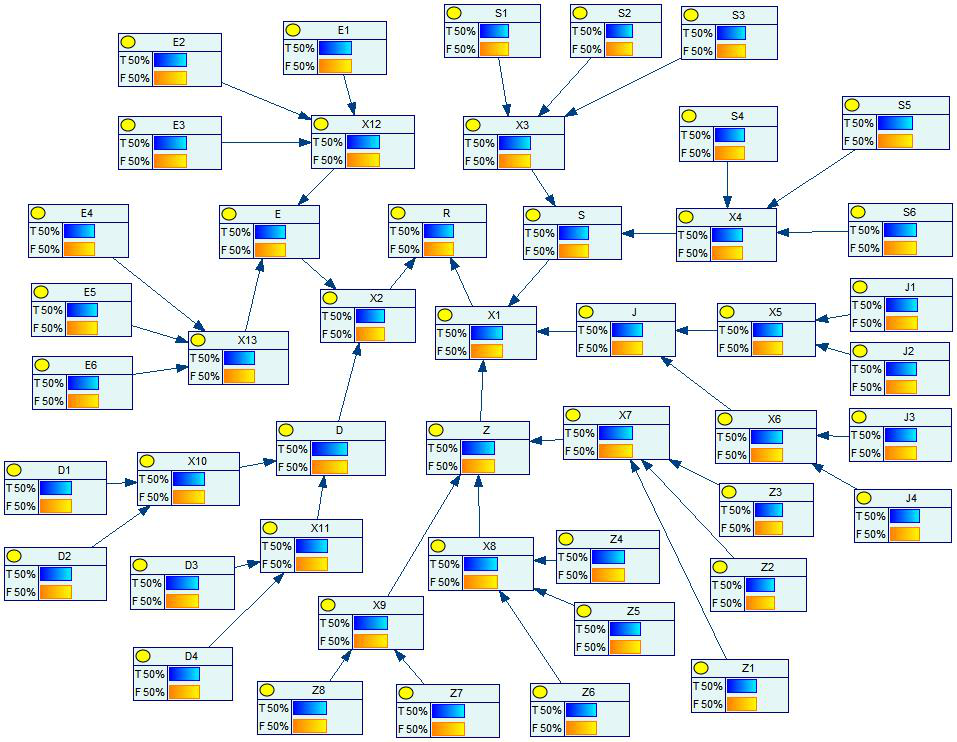 S1
T 50%
F 50%
S2
T 50%
F 50%
S3
T 50%
F 50%
E1
T 50%
F 50%
E2
T 50%
F 50%
S5
T 50%
F 50%
S4
T 50%
F 50%
X12
T 50%
F 50%
E3
T 50%
F 50%
X3
T 50%
F 50%
E4
T 50%
F 50%
E
T 50%
F 50%
R
T 50%
F 50%
S
T 50%
F 50%
X4
T 50%
F 50%
S6
T 50%
F 50%
E5
T 50%
F 50%
X2
T 50%
F 50%
X1
T 50%
F 50%
J
T 50%
F 50%
X5
T 50%
F 50%
J1
T 50%
F 50%
X13
T 50%
F 50%
J2
T 50%
F 50%
E6
T 50%
F 50%
D
T 50%
F 50%
Z
T 50%
F 50%
X7
T 50%
F 50%
X6
T 50%
F 50%
J3
T 50%
F 50%
D1
T 50%
F 50%
X10
T 50%
F 50%
Z3
T 50%
F 50%
J4
T 50%
F 50%
X11
T 50%
F 50%
D2
T 50%
F 50%
D3
T 50%
F 50%
X8
T 50%
F 50%
Z4
T 50%
F 50%
Z2
T 50%
F 50%
X9
T 50%
F 50%
Z5
T 50%
F 50%
D4
T 50%
F 50%
Z1
T 50%
F 50%
Z8
T 50%
F 50%
Z7
T 50%
F 50%
Z6
T 50%
F 50%